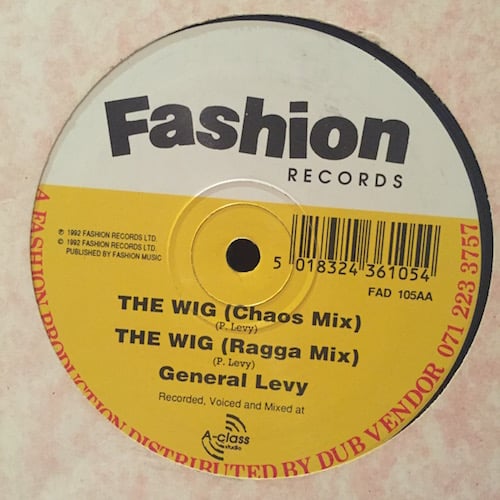 Fashion
RECORDS
℗ 1992 FASHION RECORDS LTD.
© 1992 FASHION RECORDS LTD.
PUBLISHED BY FASHION MUSIC
5 018324 361054
FAD 105AA
THE WIG (Chaos Mix)
(P. Levy)
THE WIG (Ragga Mix)
(P. Levy)
General Levy
Recorded, Voiced and Mixed at
A-class
studio
A FASHION PRODUCTION DISTRIBUTED BY DUB VENDOR 071 223 3757